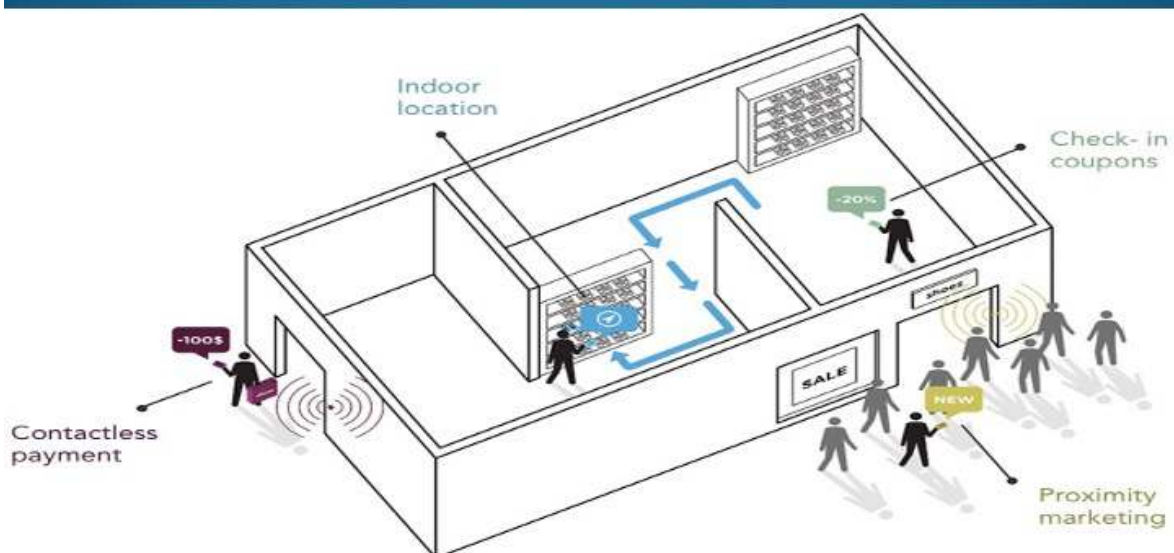 Indoor
location
Check- in
coupons
-20%
shoes
-100$
SALE
NEW
Contactless
payment
Proximity
marketing